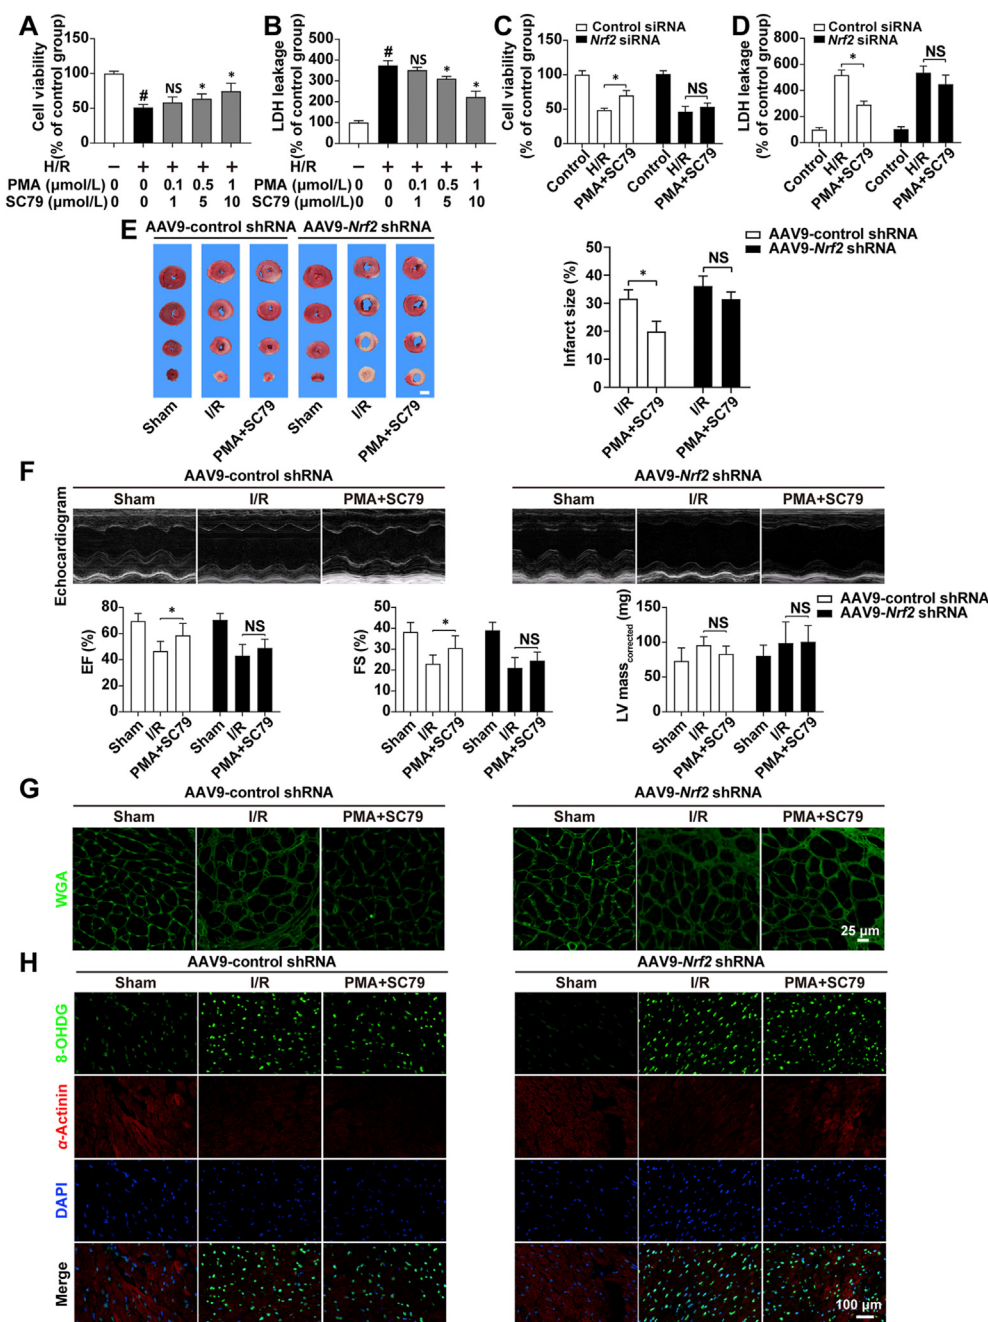 A
Cell viability
(% of control group)
150
100
50
0
#
NS
*
*
H/R – + + + +
PMA (μmol/L) 0 0 0.1 0.5 1
SC79 (μmol/L) 0 0 1 5 10
B
LDH leakage
(% of control group)
500
400
300
200
100
0
#
NS
*
*
H/R – + + + +
PMA (μmol/L) 0 0 0.1 0.5 1
SC79 (μmol/L) 0 0 1 5 10
C
Control siRNA
Nrf2 siRNA
Cell viability
(% of control group)
150
100
50
0
*
NS
Control
H/R
PMA+SC79
Control
H/R
PMA+SC79
D
Control siRNA
Nrf2 siRNA
LDH leakage
(% of control group)
800
600
400
200
0
*
NS
Control
H/R
PMA+SC79
Control
H/R
PMA+SC79
E
AAV9-control shRNA AAV9-Nrf2 shRNA
Sham
I/R
PMA+SC79
Sham
I/R
PMA+SC79
AAV9-control shRNA
AAV9-Nrf2 shRNA
Infarct size (%)
50
40
30
20
10
0
*
NS
I/R
PMA+SC79
I/R
PMA+SC79
F
AAV9-control shRNA
Sham I/R PMA+SC79
AAV9-Nrf2 shRNA
Sham I/R PMA+SC79
Echocardiogram
EF (%)
80
60
40
20
0
*
NS
Sham
I/R
PMA+SC79
Sham
I/R
PMA+SC79
FS (%)
50
40
30
20
10
0
*
NS
Sham
I/R
PMA+SC79
Sham
I/R
PMA+SC79
AAV9-control shRNA
AAV9-Nrf2 shRNA
LV mass corrected (mg)
150
100
50
0
NS
NS
Sham
I/R
PMA+SC79
Sham
I/R
PMA+SC79
G
AAV9-control shRNA
Sham I/R PMA+SC79
AAV9-Nrf2 shRNA
Sham I/R PMA+SC79
WGA
25 μm
H
AAV9-control shRNA
Sham I/R PMA+SC79
AAV9-Nrf2 shRNA
Sham I/R PMA+SC79
8-OHDG
α-Actinin
DAPI
Merge
100 μm